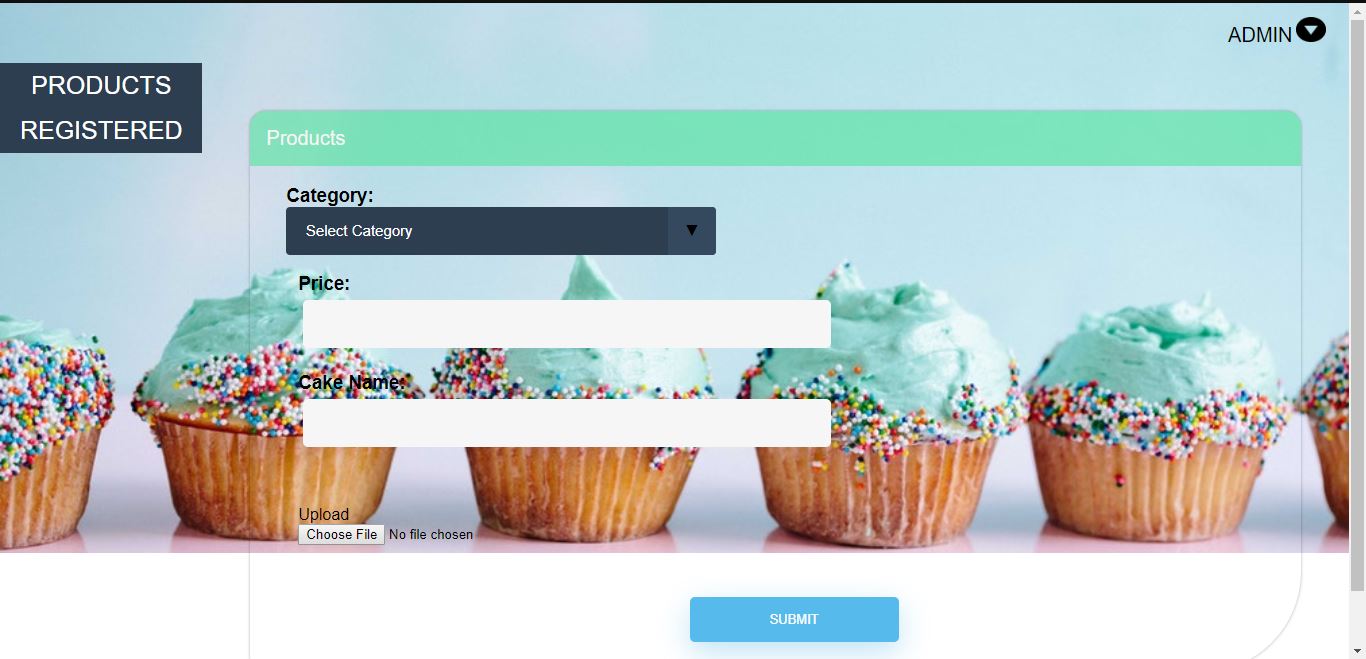 ADMIN
PRODUCTS
REGISTERED
Products
Category:
Select Category
Price:
Cake Name:
Upload
Choose File No file chosen
SUBMIT